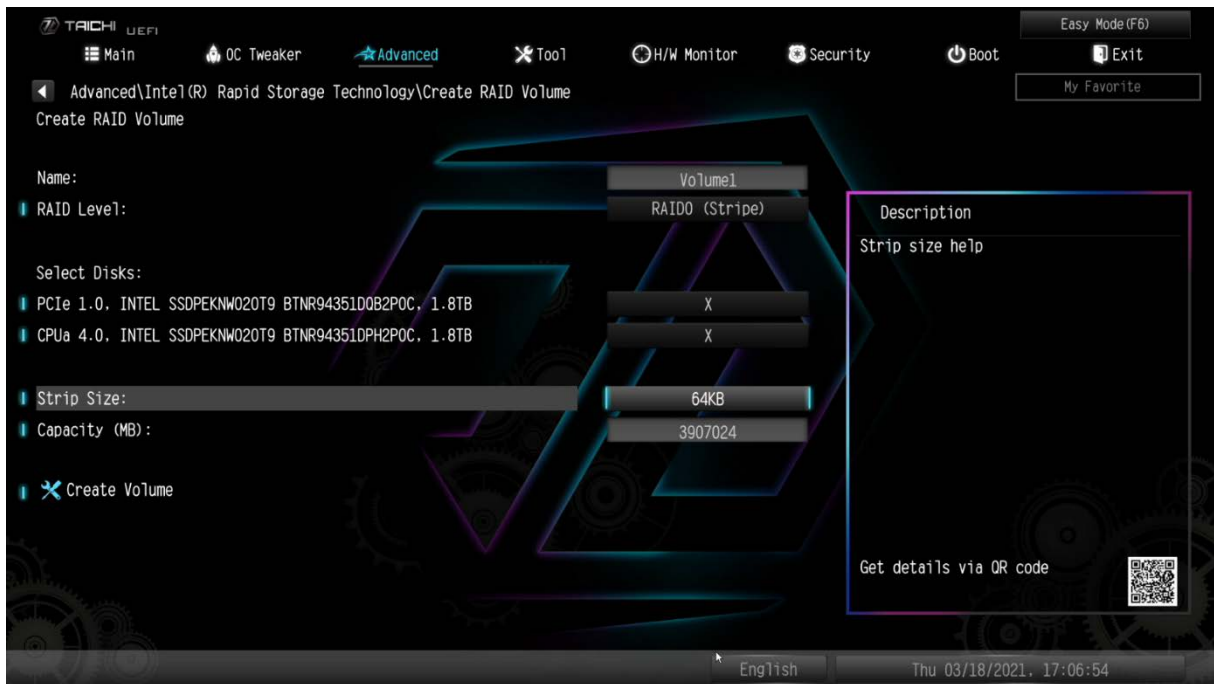 TAICHI UEFI
Easy Mode(F6)
Main OC Tweaker Advanced Tool H/W Monitor Security Boot Exit
Advanced\Intel(R) Rapid Storage Technology\Create RAID Volume
My Favorite
Create RAID Volume
Name: Volume1
RAID Level: RAID0 (Stripe)
Select Disks:
PCIe 1.0, INTEL SSDPEKNW020T9 BTNR94351DQB2P0C, 1.8TB X
CPUa 4.0, INTEL SSDPEKNW020T9 BTNR94351DPH2P0C, 1.8TB X
Strip Size: 64KB
Capacity (MB): 3907024
Create Volume
Description
Strip size help
Get details via QR code
English
Thu 03/18/2021, 17:06:54